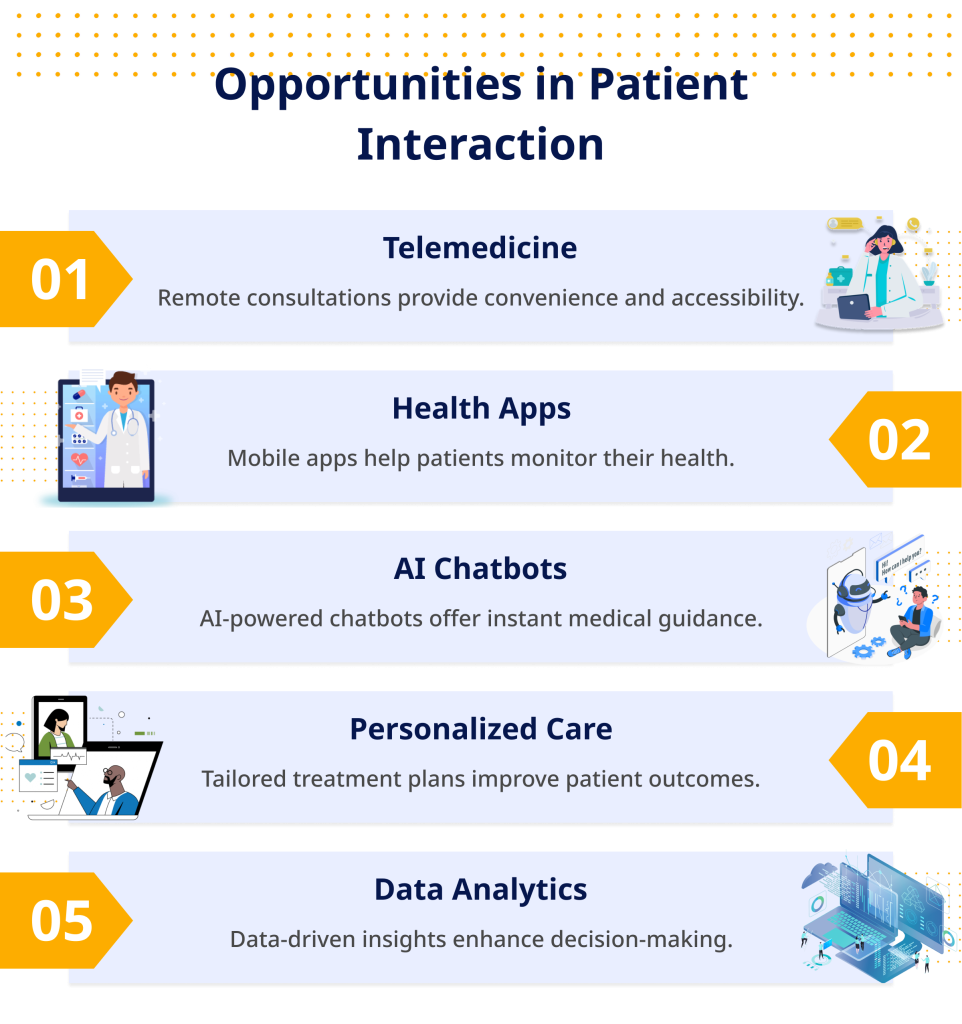 Opportunities in Patient
Interaction
01
Telemedicine
Remote consultations provide convenience and accessibility.
Health Apps
Mobile apps help patients monitor their health.
02
03
AI Chatbots
AI-powered chatbots offer instant medical guidance.
Hi!
How can I help you?
Personalized Care
Tailored treatment plans improve patient outcomes.
04
05
Data Analytics
Data-driven insights enhance decision-making.